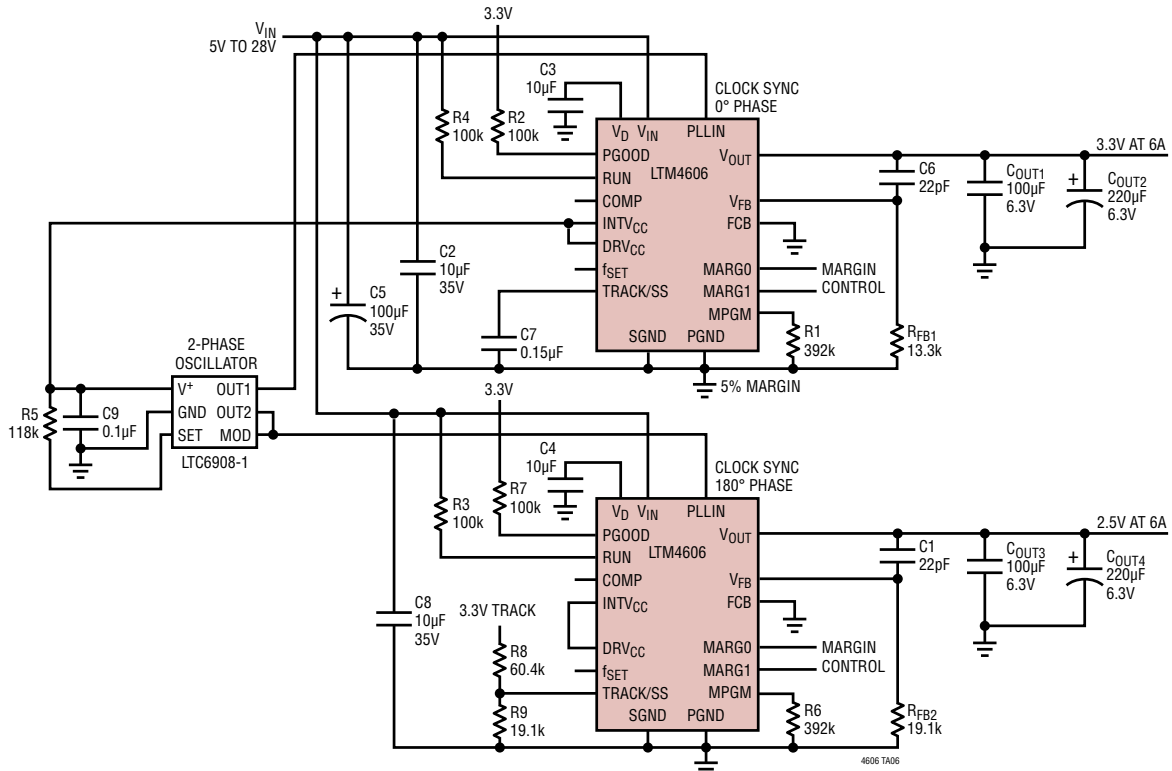 VIN
5V TO 28V
3.3V
C3
10µF
CLOCK SYNC
0° PHASE
R4
100k
R2
100k
VD VIN PLLIN
PGOOD
RUN
COMP
INTVCC
DRVCC
fSET
TRACK/SS
LTM4606
VOUT
VFB
FCB
MARG0
MARG1
MPGM
SGND PGND
3.3V AT 6A
C6
22pF
COUT1
100µF
6.3V
+
COUT2
220µF
6.3V
MARGIN
CONTROL
C2
10µF
35V
+
C5
100µF
35V
C7
0.15µF
R1
392k
RFB1
13.3k
5% MARGIN
2-PHASE
OSCILLATOR
V+ OUT1
GND OUT2
SET MOD
LTC6908-1
R5
118k
C9
0.1µF
3.3V
C4
10µF
CLOCK SYNC
180° PHASE
R3
100k
R7
100k
VD VIN PLLIN
PGOOD
RUN
COMP
INTVCC
DRVCC
fSET
TRACK/SS
LTM4606
VOUT
VFB
FCB
MARG0
MARG1
MPGM
SGND PGND
2.5V AT 6A
C1
22pF
COUT3
100µF
6.3V
+
COUT4
220µF
6.3V
MARGIN
CONTROL
C8
10µF
35V
3.3V TRACK
R8
60.4k
R9
19.1k
R6
392k
RFB2
19.1k
4606 TA06